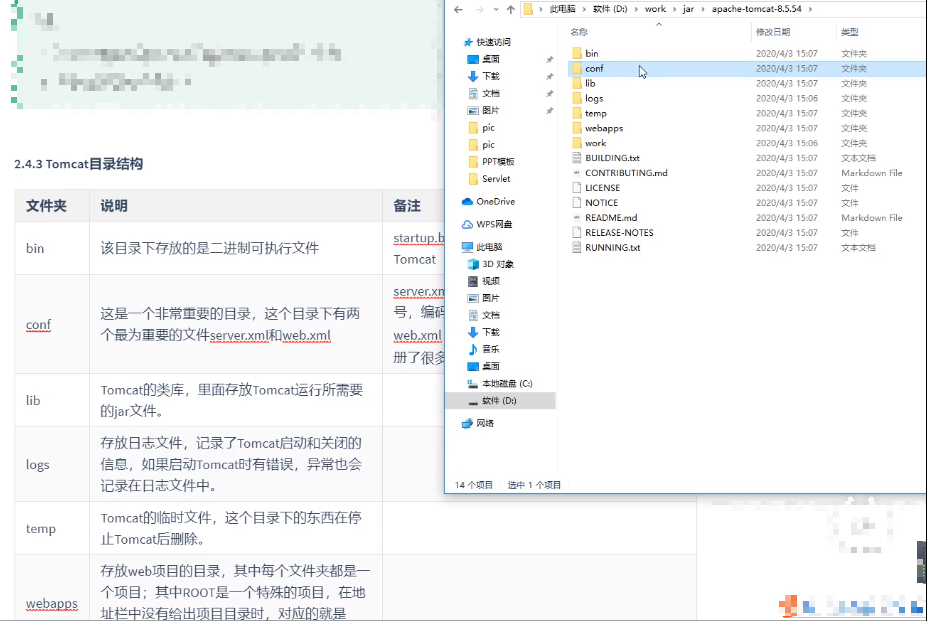 2.4.3 Tomcat目录结构
文件夹 说明 备注
bin 该目录下存放的是二进制可执行文件
startup.b
Tomcat
conf
这是一个非常重要的目录，这个目录下有两
个最为重要的文件server.xml和web.xml
server.xm
号，编码
web.xml
册了很多
lib
Tomcat的类库，里面存放Tomcat运行所需要
的jar文件。
logs
存放日志文件，记录了Tomcat启动和关闭的
信息，如果启动Tomcat时有错误，异常也会
记录在日志文件中。
temp
Tomcat的临时文件，这个目录下的东西在停
止Tomcat后删除。
webapps
存放web项目的目录，其中每个文件夹都是一
个项目；其中ROOT是一个特殊的项目，在地
址栏中没有给出项目目录时，对应的就是
此电脑 › 软件 (D:) › work › jar › apache-tomcat-8.5.54 ›
快速访问
桌面
下载
文档
图片
pic
pic
PPT模板
Servlet
OneDrive
WPS网盘
此电脑
3D 对象
视频
图片
文档
下载
音乐
桌面
本地磁盘 (C:)
软件 (D:)
网络
名称 修改日期 类型
bin 2020/4/3 15:07 文件夹
conf 2020/4/3 15:07 文件夹
lib 2020/4/3 15:07 文件夹
logs 2020/4/3 15:06 文件夹
temp 2020/4/3 15:07 文件夹
webapps 2020/4/3 15:07 文件夹
work 2020/4/3 15:06 文件夹
BUILDING.txt 2020/4/3 15:07 文本文档
CONTRIBUTING.md 2020/4/3 15:07 Markdown File
LICENSE 2020/4/3 15:07 文件
NOTICE 2020/4/3 15:07 文件
README.md 2020/4/3 15:07 Markdown File
RELEASE-NOTES 2020/4/3 15:07 文件
RUNNING.txt 2020/4/3 15:07 文本文档
14 个项目 选中 1 个项目